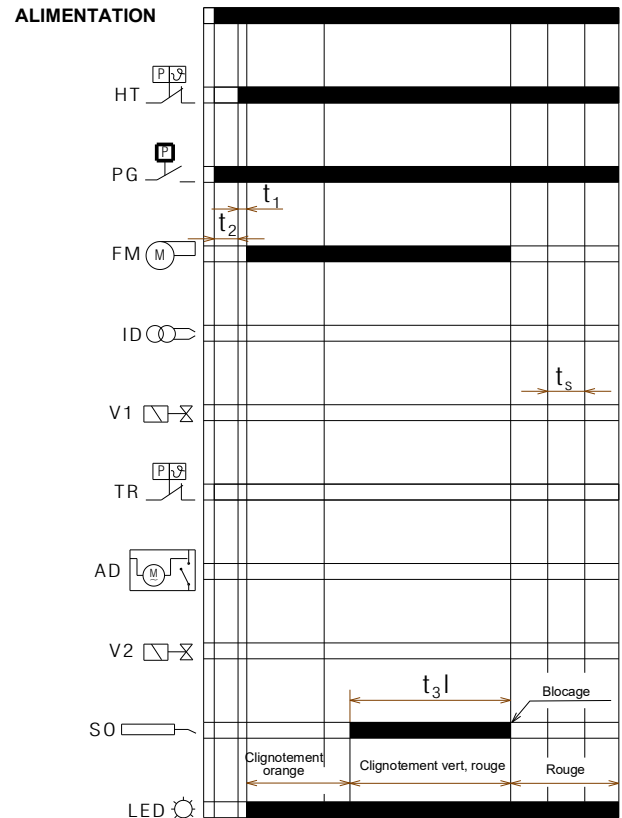 ALIMENTATION
P ϑ
HT
P
PG
t₁
t₂
FM M
ID
tₛ
V1
P ϑ
TR
AD M
V2
t₃l
Blocage
SO
Clignotement
orange
Clignotement vert, rouge
Rouge
LED